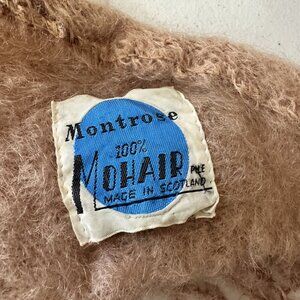 Montrose
100%
MOHAIR PILE
MADE IN SCOTLAND